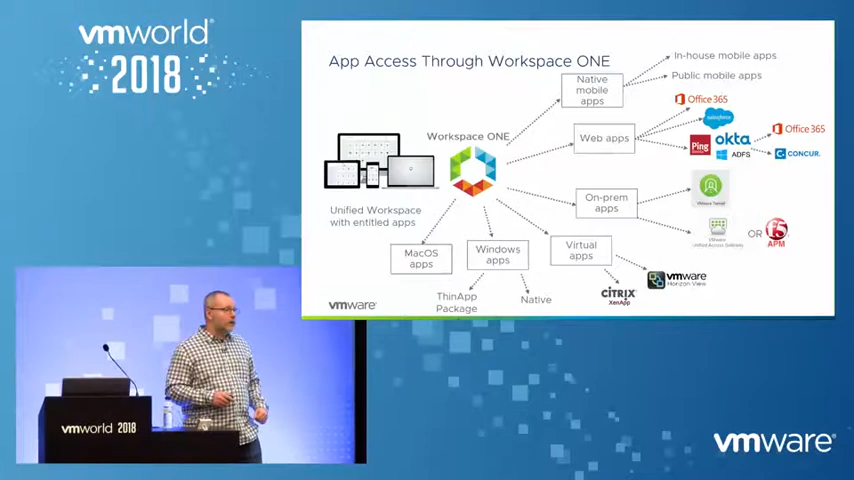 vmworld®
2018
App Access Through Workspace ONE
In-house mobile apps
Public mobile apps
Native
mobile
apps
Office 365
salesforce
Workspace ONE
Web apps
Ping
okta
Office 365
ADFS
CONCUR.
Unified Workspace
with entitled apps
On-prem
apps
VMware Tunnel
VMware
Unified Access Gateway
OR
F5
APM
MacOS
apps
Windows
apps
Virtual
apps
ThinApp
Package
Native
CITRIX
XenApp
vmware
Horizon View
vmware®
vmworld 2018
vmware®